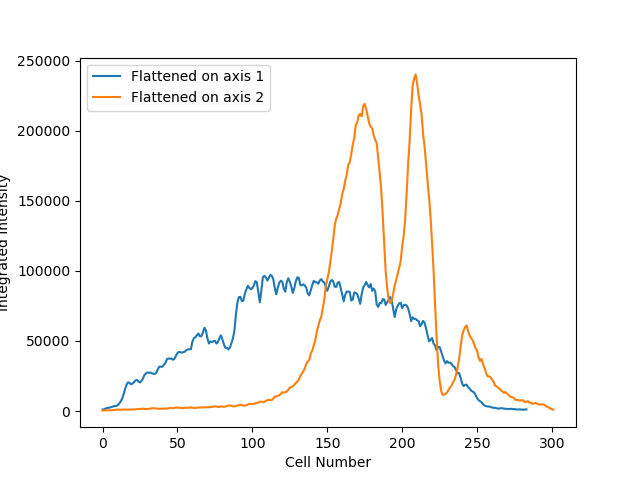 Flattened on axis 1
Flattened on axis 2
250000
200000
150000
100000
50000
0
Integrated Intensity
0 50 100 150 200 250 300
Cell Number